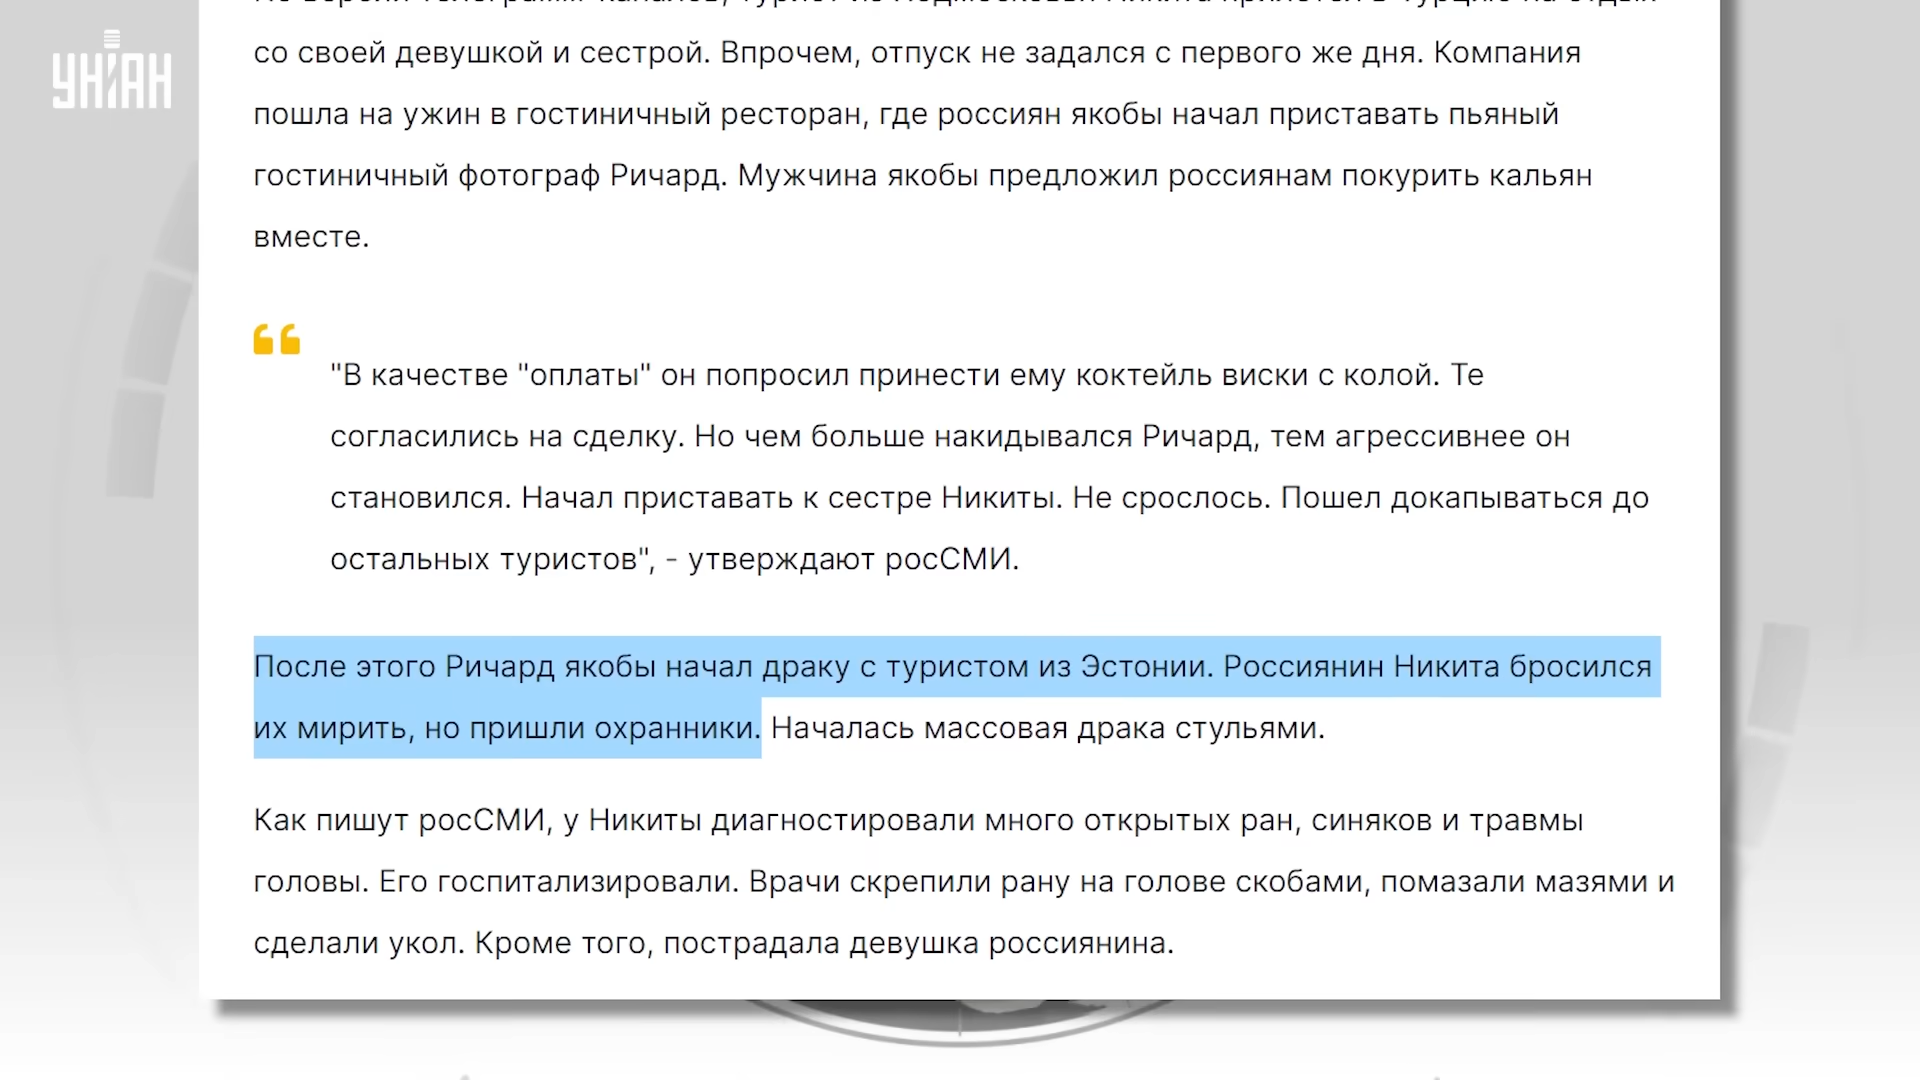 УНІАН
со своей девушкой и сестрой. Впрочем, отпуск не задался с первого же дня. Компания
пошла на ужин в гостиничный ресторан, где россиян якобы начал приставать пьяный
гостиничный фотограф Ричард. Мужчина якобы предложил россиянам покурить кальян
вместе.
"В качестве "оплаты" он попросил принести ему коктейль виски с колой. Те
согласились на сделку. Но чем больше накидывался Ричард, тем агрессивнее он
становился. Начал приставать к сестре Никиты. Не срослось. Пошел докапываться до
остальных туристов", - утверждают росСМИ.
После этого Ричард якобы начал драку с туристом из Эстонии. Россиянин Никита бросился
их мирить, но пришли охранники. Началась массовая драка стульями.
Как пишут росСМИ, у Никиты диагностировали много открытых ран, синяков и травмы
головы. Его госпитализировали. Врачи скрепили рану на голове скобами, помазали мазями и
сделали укол. Кроме того, пострадала девушка россиянина.